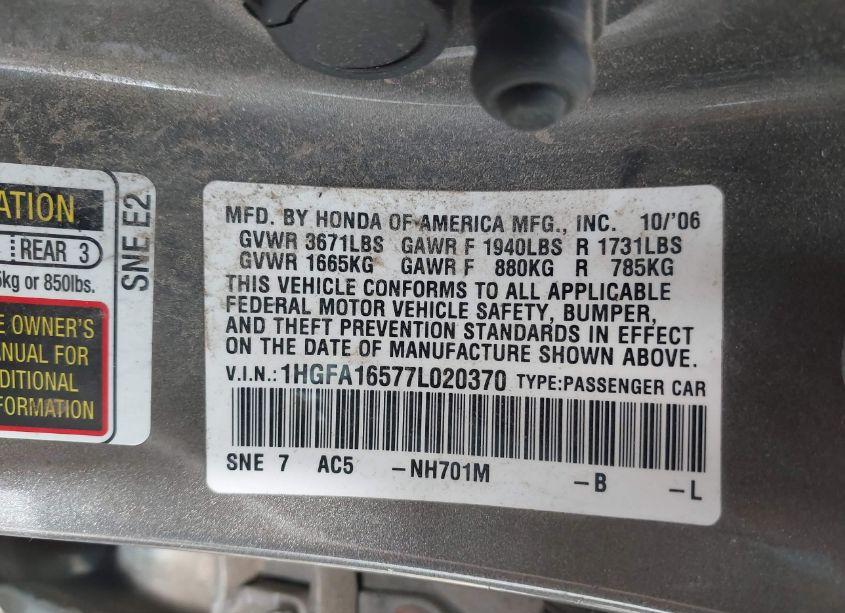 ATION
REAR 3
5kg or 850lbs.
E OWNER'S
ANUAL FOR
DDITIONAL
FORMATION
SNE E2
MFD. BY HONDA OF AMERICA MFG., INC. 10/'06
GVWR 3671LBS GAWR F 1940LBS R 1731LBS
GVWR 1665KG GAWR F 880KG R 785KG
THIS VEHICLE CONFORMS TO ALL APPLICABLE
FEDERAL MOTOR VEHICLE SAFETY, BUMPER,
AND THEFT PREVENTION STANDARDS IN EFFECT
ON THE DATE OF MANUFACTURE SHOWN ABOVE.
V.I.N.: 1HGFA16577L020370 TYPE:PASSENGER CAR
SNE 7 AC5 -NH701M -B -L